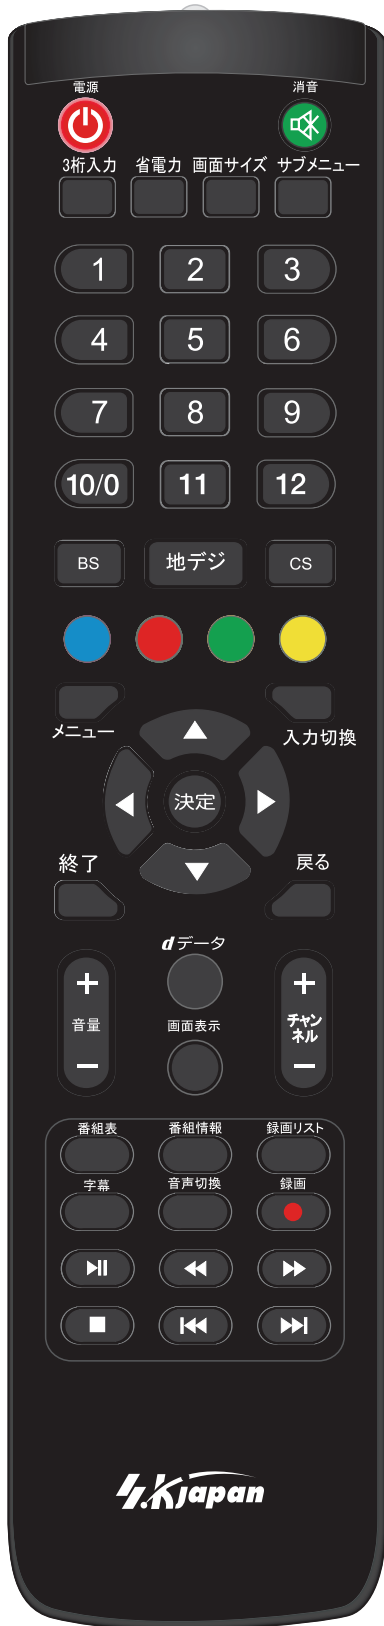 電源 消音
3桁入力 省電力 画面サイズ サブメニュー
1 2 3
4 5 6
7 8 9
10/0 11 12
BS 地デジ CS
メニュー 入力切換
決定
終了 戻る
dデータ
+ +
音量 画面表示 チャン
ネル
− −
番組表 番組情報 録画リスト
字幕 音声切換 録画
S.Kjapan